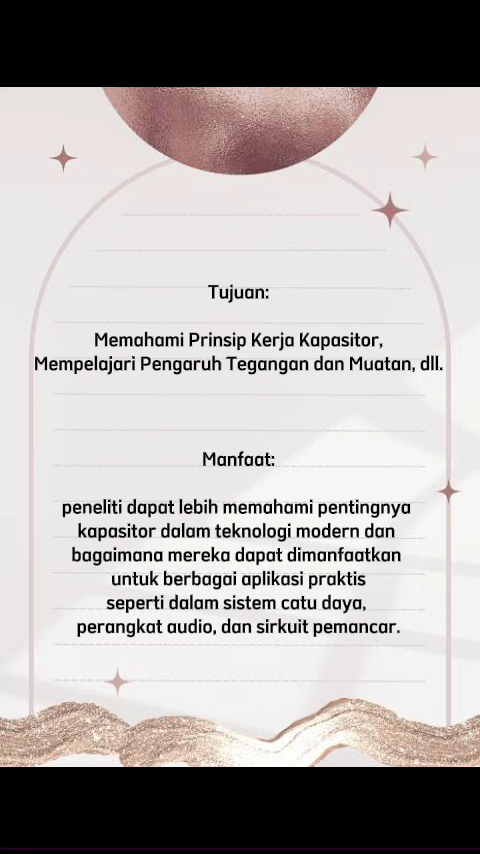 Tujuan:
Memahami Prinsip Kerja Kapasitor,
Mempelajari Pengaruh Tegangan dan Muatan, dll.
Manfaat:
peneliti dapat lebih memahami pentingnya
kapasitor dalam teknologi modern dan
bagaimana mereka dapat dimanfaatkan
untuk berbagai aplikasi praktis
seperti dalam sistem catu daya,
perangkat audio, dan sirkuit pemancar.